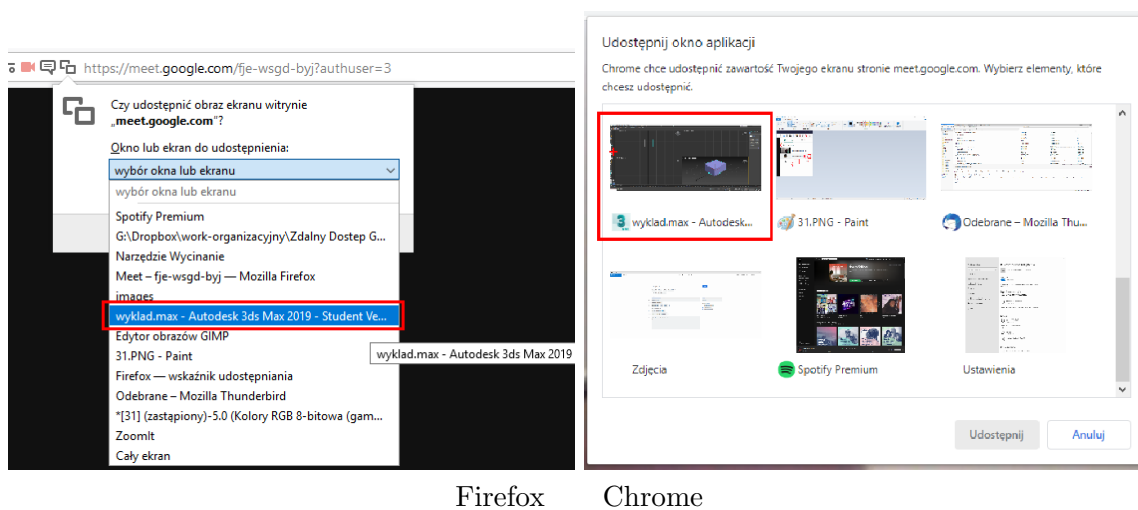 https://meet.google.com/fje-wsgd-byj?authuser=3
Czy udostępnić obraz ekranu witrynie
„meet.google.com"?
Okno lub ekran do udostępnienia:
wybór okna lub ekranu
wybór okna lub ekranu
Spotify Premium
G:\Dropbox\work-organizacyjny\Zdalny Dostep G...
Narzędzie Wycinanie
Meet – fje-wsgd-byj — Mozilla Firefox
images
wyklad.max - Autodesk 3ds Max 2019 - Student Ve...
Edytor obrazów GIMP
31.PNG - Paint
wyklad.max - Autodesk 3ds Max 2019
Firefox — wskaźnik udostępniania
Odebrane – Mozilla Thunderbird
*[31] (zastąpiony)-5.0 (Kolory RGB 8-bitowa (gam...
ZoomIt
Cały ekran
Udostępnij okno aplikacji
Chrome chce udostępnić zawartość Twojego ekranu stronie meet.google.com. Wybierz elementy, które
chcesz udostępnić.
wyklad.max - Autodesk...
31.PNG - Paint
Odebrane – Mozilla Thu...
Zdjęcia
Spotify Premium
Ustawienia
Udostępnij
Anuluj
Firefox
Chrome